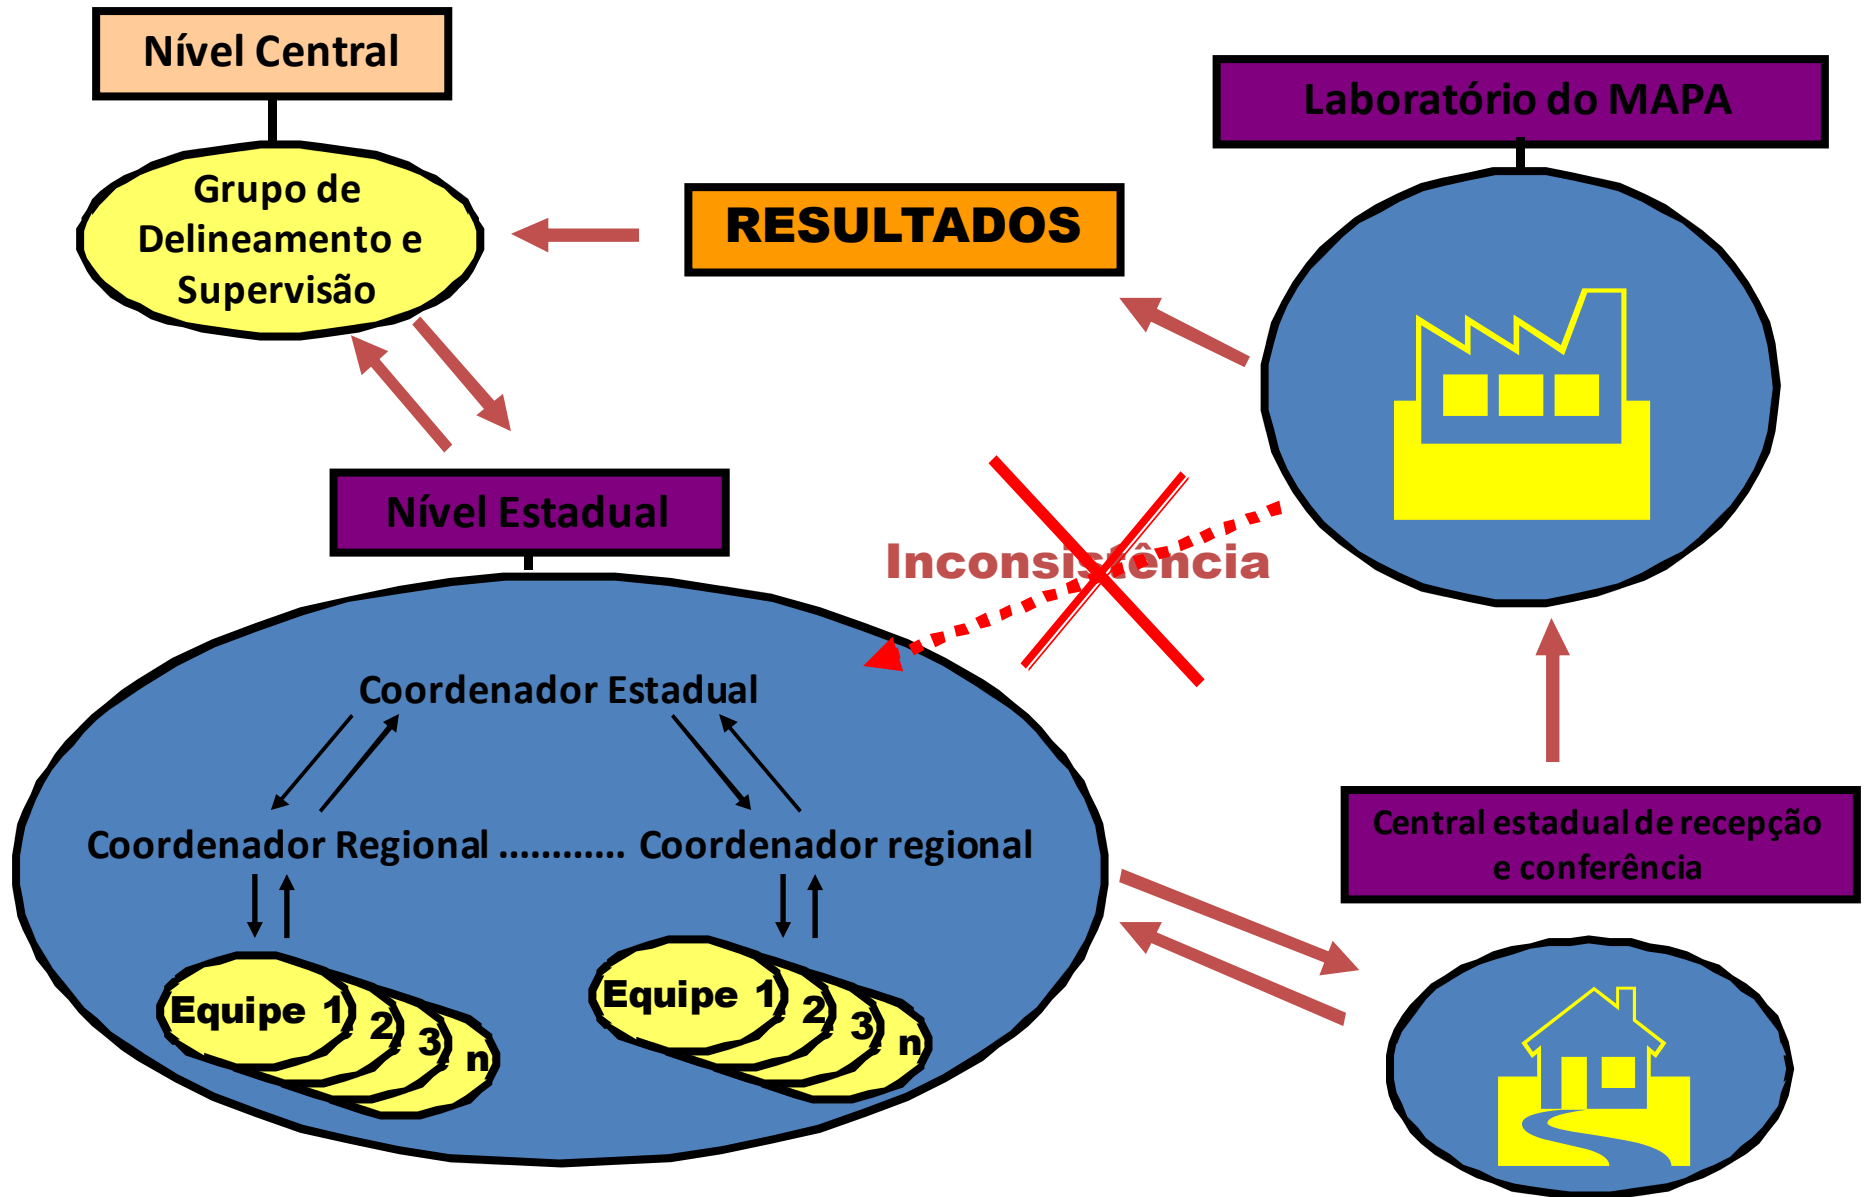 Nível Central
Laboratório do MAPA
Grupo de
Delineamento e
Supervisão
RESULTADOS
Nível Estadual
Inconsistência
Coordenador Estadual
Coordenador Regional ............ Coordenador regional
Central estadual de recepção
e conferência
Equipe 1 2 3 n
Equipe 1 2 3 n